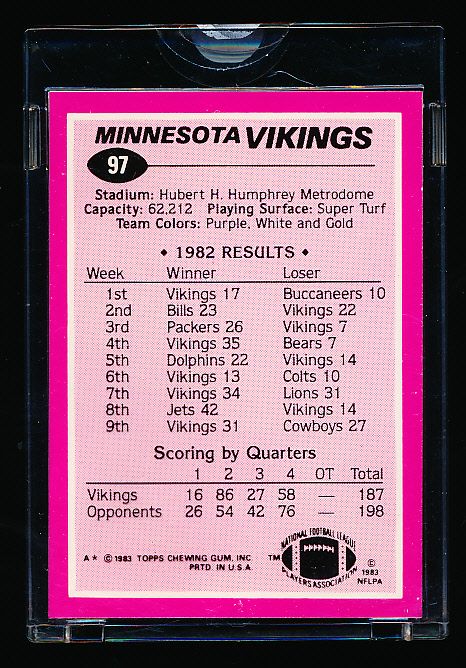 MINNESOTA VIKINGS
97
Stadium: Hubert H. Humphrey Metrodome
Capacity: 62,212 Playing Surface: Super Turf
Team Colors: Purple, White and Gold
♦ 1982 RESULTS ♦
Week Winner Loser
1st Vikings 17 Buccaneers 10
2nd Bills 23 Vikings 22
3rd Packers 26 Vikings 7
4th Vikings 35 Bears 7
5th Dolphins 22 Vikings 14
6th Vikings 13 Colts 10
7th Vikings 34 Lions 31
8th Jets 42 Vikings 14
9th Vikings 31 Cowboys 27
Scoring by Quarters
1 2 3 4 OT Total
Vikings 16 86 27 58 — 187
Opponents 26 54 42 76 — 198
A* © 1983 TOPPS CHEWING GUM, INC
PRTD. IN U.S.A.
TM
NATIONAL FOOTBALL LEAGUE
PLAYERS ASSOCIATION
©
1983
NFLPA